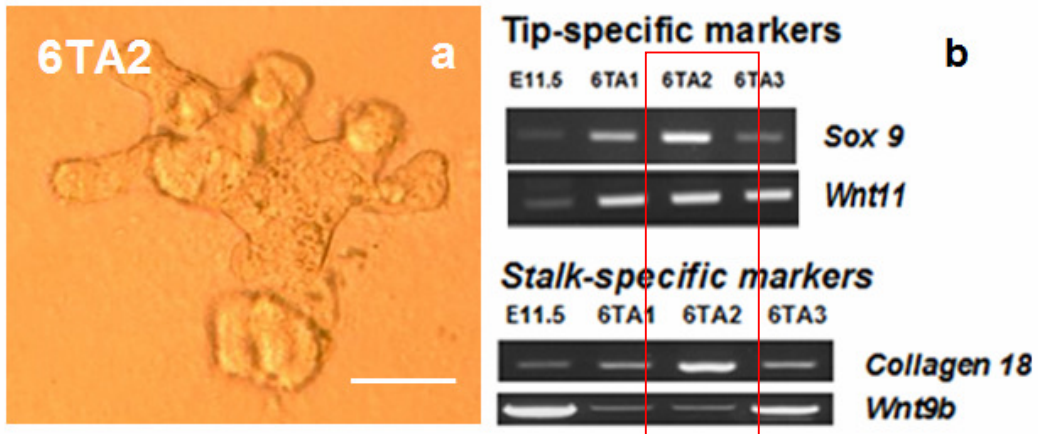 6TA2
a
Tip-specific markers
b
E11.5 6TA1 6TA2 6TA3
Sox 9
Wnt11
Stalk-specific markers
E11.5 6TA1 6TA2 6TA3
Collagen 18
Wnt9b